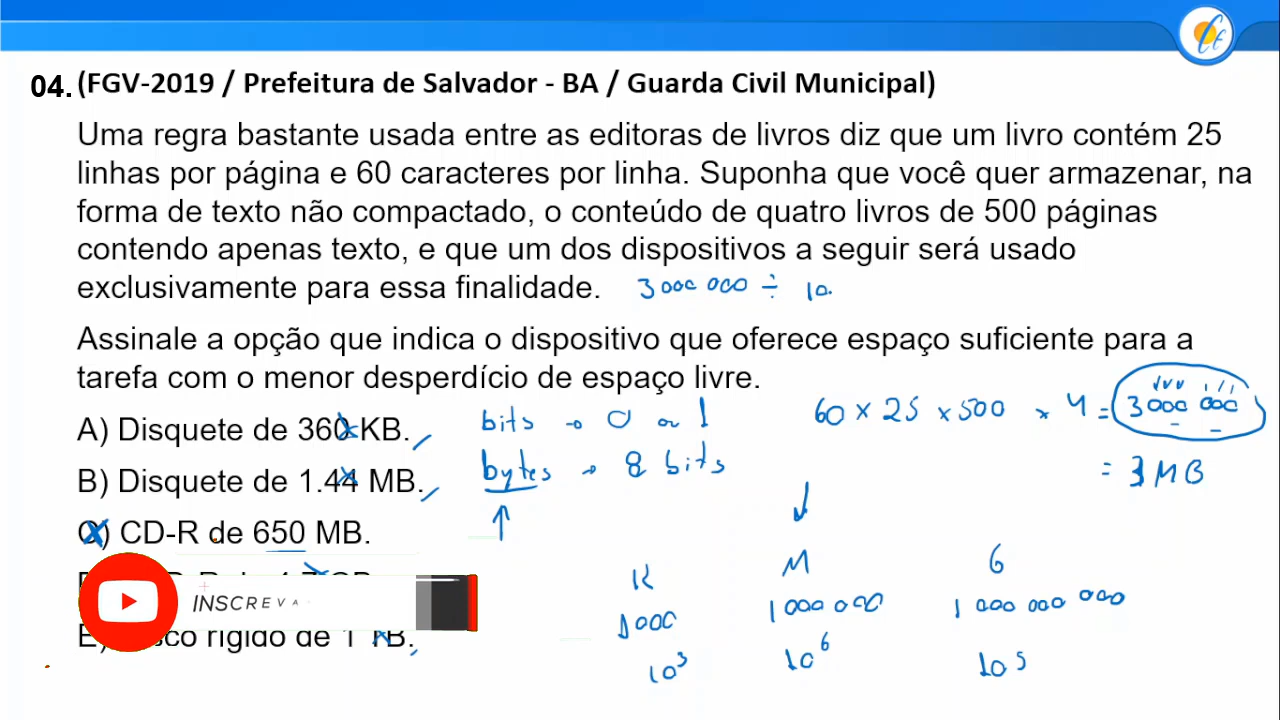 04. (FGV-2019 / Prefeitura de Salvador - BA / Guarda Civil Municipal)
Uma regra bastante usada entre as editoras de livros diz que um livro contém 25
linhas por página e 60 caracteres por linha. Suponha que você quer armazenar, na
forma de texto não compactado, o conteúdo de quatro livros de 500 páginas
contendo apenas texto, e que um dos dispositivos a seguir será usado
exclusivamente para essa finalidade. 3 000 000 ÷ 10
Assinale a opção que indica o dispositivo que oferece espaço suficiente para a
tarefa com o menor desperdício de espaço livre.
60 × 25 × 500 × 4 = 3 000 000
A) Disquete de 360 KB. bits → 0 ou 1
= 3 MB
B) Disquete de 1.44 MB. bytes → 8 bits
C) CD-R de 650 MB.
K M G
INSCREVA
1000 1 000 000 1 000 000 000
rígido de 1 TB.
10³ 10⁶ 10⁹